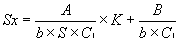 Sx = A / (b × S × C₁) × K + B / (b × C₁)